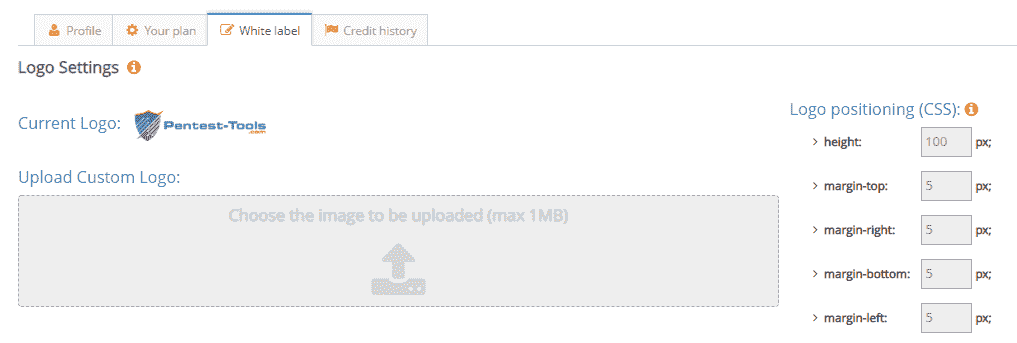 Profile Your plan White label Credit history
Logo Settings
Current Logo: Pentest-Tools .com
Logo positioning (CSS):
height: 100 px;
Upload Custom Logo:
margin-top: 5 px;
Choose the image to be uploaded (max 1MB)
margin-right: 5 px;
margin-bottom: 5 px;
margin-left: 5 px;